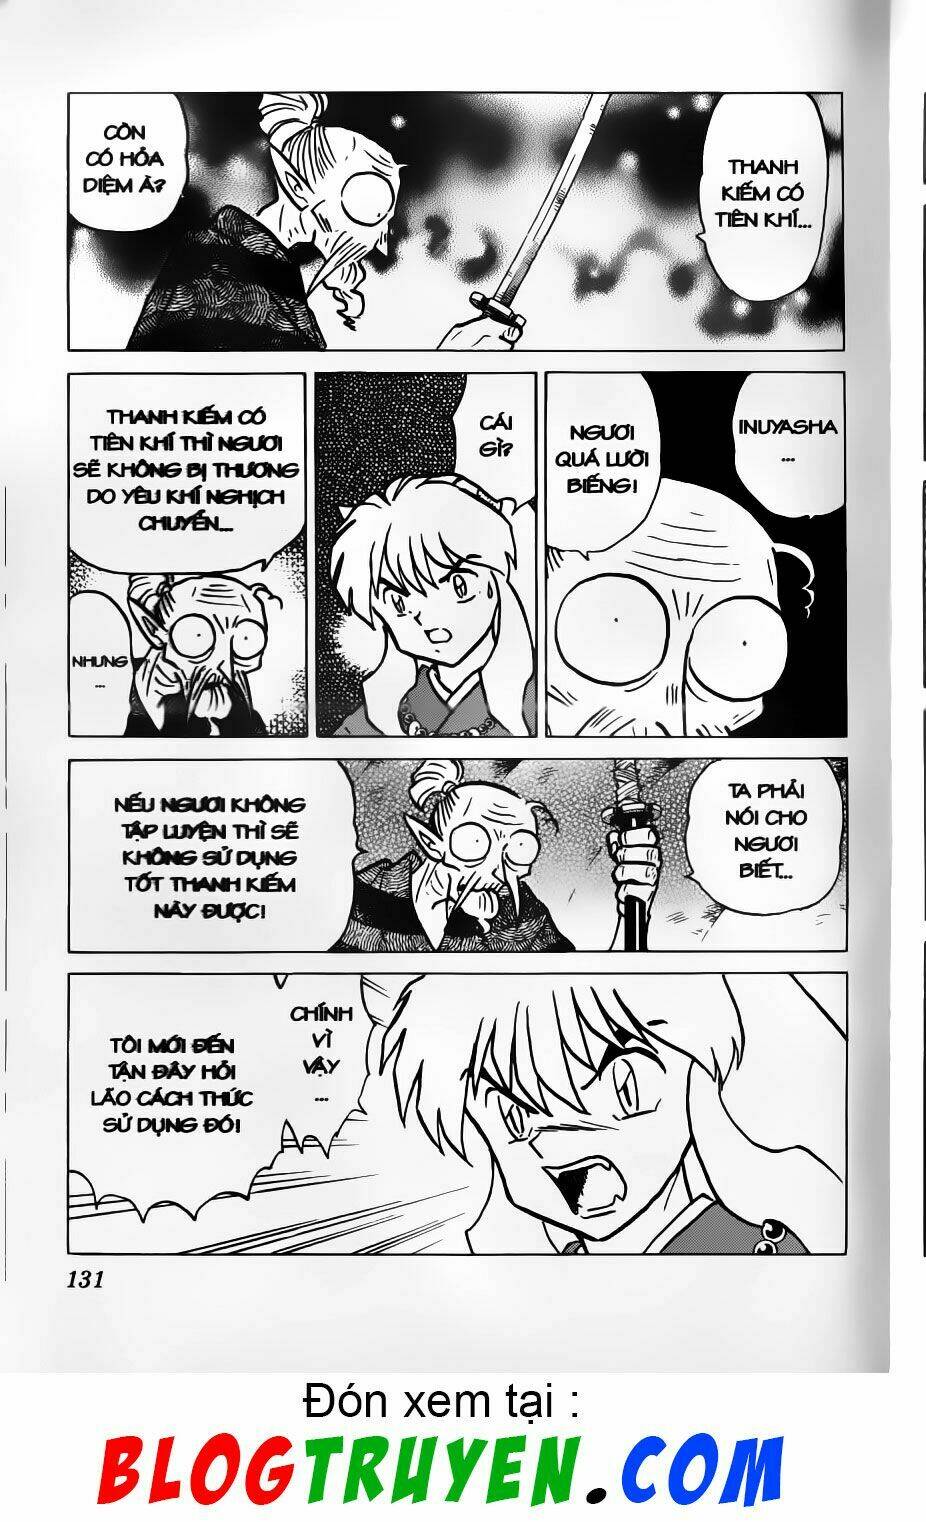 THANH
KIẾM CÓ
TIÊN KHÍ...
CÒN
CÓ HỎA
DIỆM À?
INUYASHA
...
NGƯƠI
QUÁ LƯỜI
BIẾNG!
CÁI
GÌ?
THANH KIẾM CÓ
TIÊN KHÍ THÌ NGƯƠI
SẼ KHÔNG BỊ THƯƠNG
DO YÊU KHÍ NGHỊCH
CHUYỂN...
NHƯNG
...
TA PHẢI
NÓI CHO
NGƯƠI
BIẾT...
NẾU NGƯƠI KHÔNG
TẬP LUYỆN THÌ SẼ
KHÔNG SỬ DỤNG
TỐT THANH KIẾM
NÀY ĐƯỢC!
CHÍNH
VÌ
VẬY
...
TÔI MỚI ĐẾN
TẬN ĐÂY HỎI
LÃO CÁCH THỨC
SỬ DỤNG ĐÓ!
131
Đón xem tại :
BLOGTRUYEN.COM